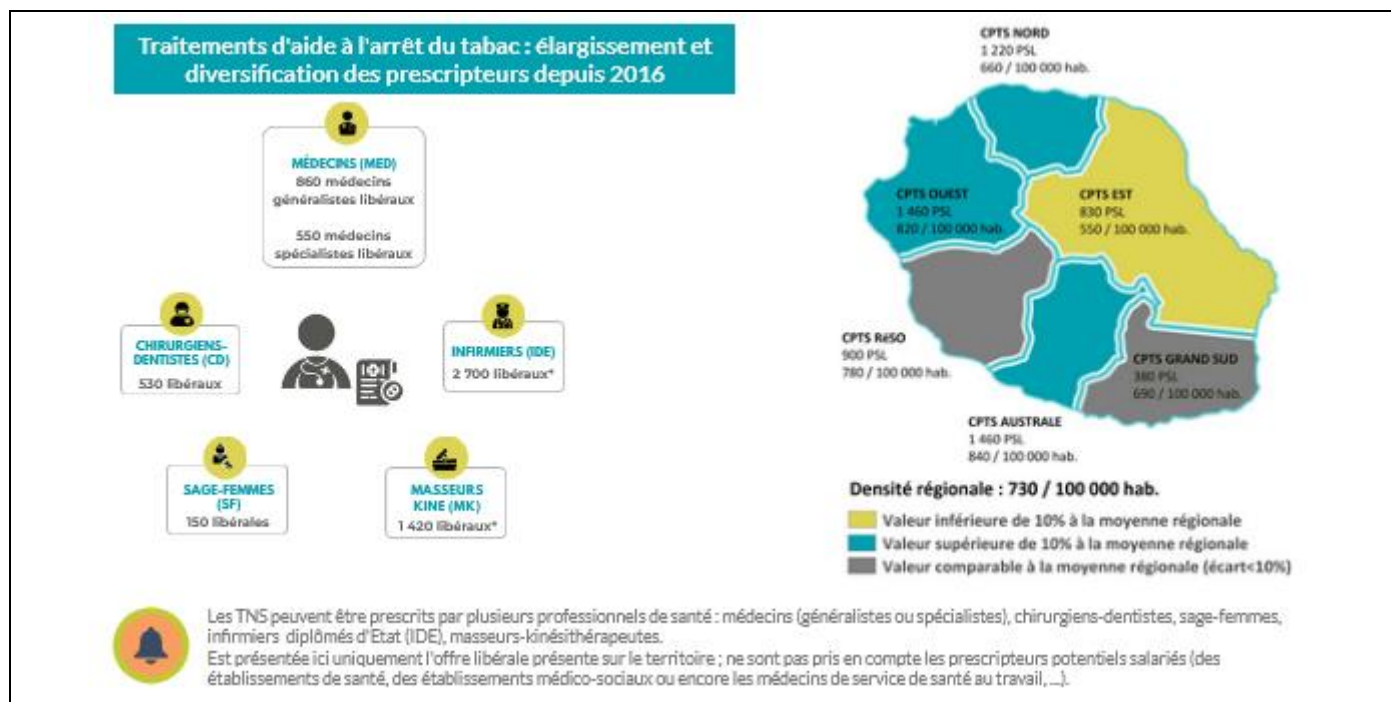 Traitements d'aide à l'arrêt du tabac : élargissement et
diversification des prescripteurs depuis 2016
MÉDECINS (MED)
860 médecins
généralistes libéraux
550 médecins
spécialistes libéraux
CHIRURGIENS-
DENTISTES (CD)
530 libéraux
INFIRMIERS (IDE)
2 700 libéraux*
SAGE-FEMMES
(SF)
150 libérales
MASSEURS
KINE (MK)
1 420 libéraux*
CPTS NORD
1 220 PSL
660 / 100 000 hab.
CPTS OUEST
1 460 PSL
820 / 100 000 hab.
CPTS EST
830 PSL
550 / 100 000 hab.
CPTS RéSO
900 PSL
780 / 100 000 hab.
CPTS GRAND SUD
380 PSL
690 / 100 000 hab.
CPTS AUSTRALE
1 460 PSL
840 / 100 000 hab.
Densité régionale : 730 / 100 000 hab.
Valeur inférieure de 10% à la moyenne régionale
Valeur supérieure de 10% à la moyenne régionale
Valeur comparable à la moyenne régionale (écart<10%)
Les TNS peuvent être prescrits par plusieurs professionnels de santé : médecins (généralistes ou spécialistes), chirurgiens-dentistes, sage-femmes,
infirmiers diplômés d'Etat (IDE), masseurs-kinésithérapeutes.
Est présentée ici uniquement l'offre libérale présente sur le territoire ; ne sont pas pris en compte les prescripteurs potentiels salariés (des
établissements de santé, des établissements médico-sociaux ou encore les médecins de service de santé au travail, ...).